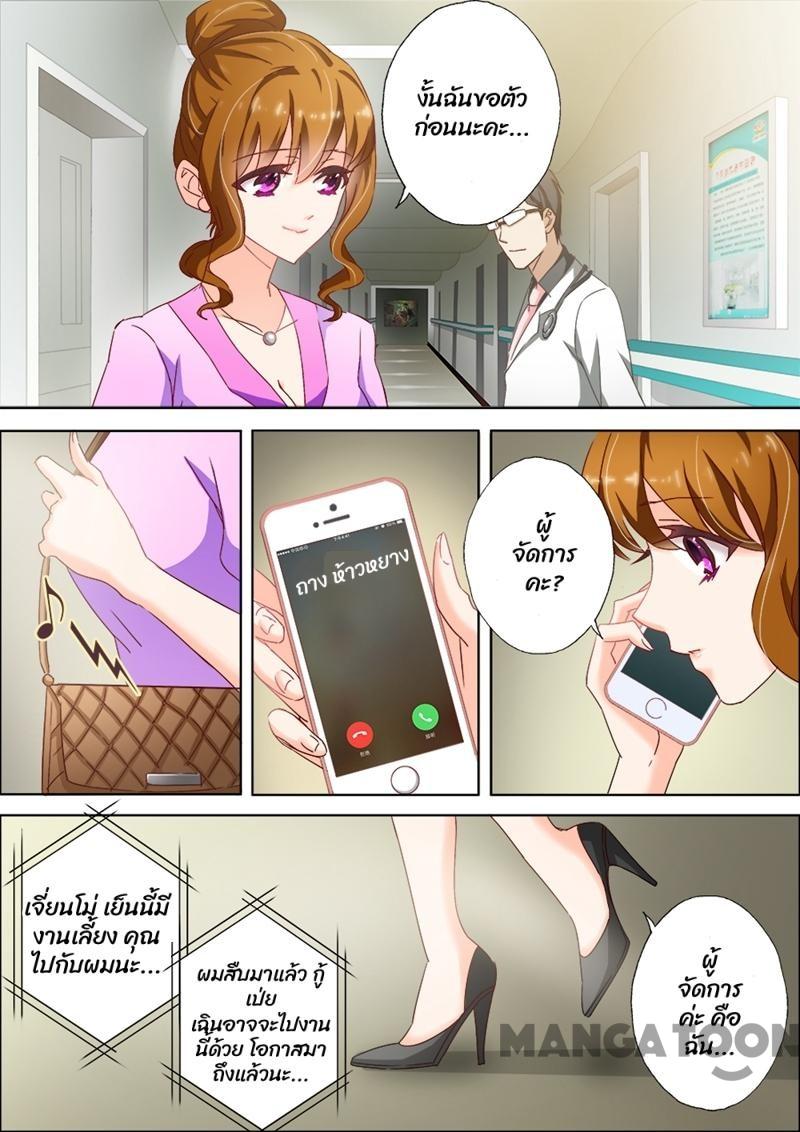 งั้นฉันขอตัว
ก่อนนะคะ...
ถาง ห้าวหยาง
ผู้
จัดการ
คะ?
เจี่ยนโม่ เย็นนี้มี
งานเลี้ยง คุณ
ไปกับผมนะ...
ผมสืบมาแล้ว กู้
เปย
เฉินอาจจะไปงาน
นี้ด้วย โอกาสมา
ถึงแล้วนะ...
ผู้
จัดการ
ค่ะ คือ
ฉัน...
MANGATOON